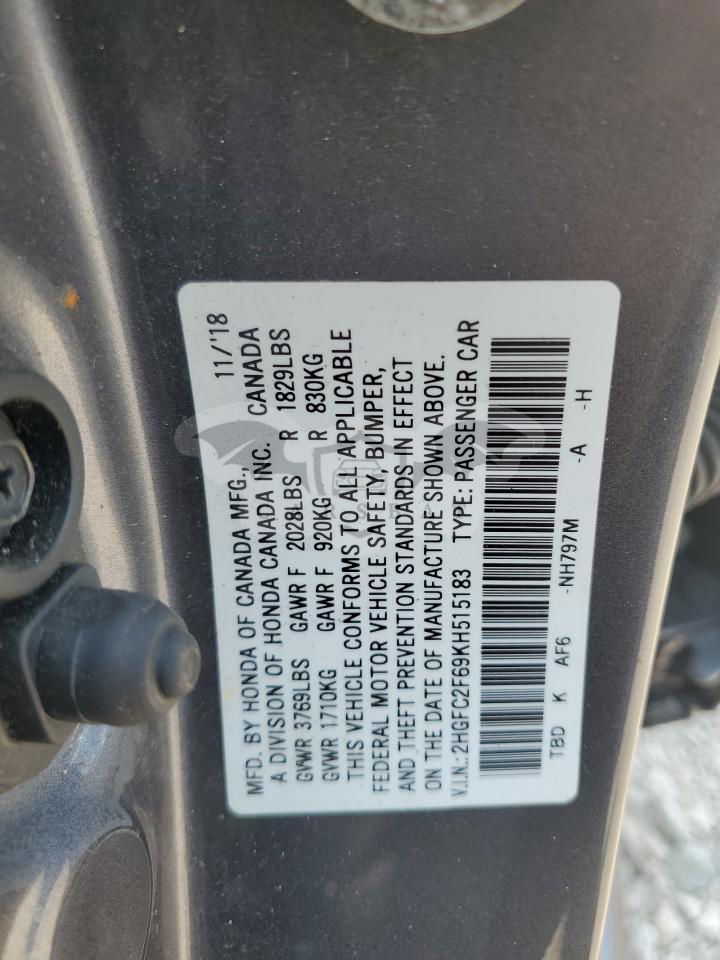 MFD. BY HONDA OF CANADA MFG., 11/'18
A DIVISION OF HONDA CANADA INC. CANADA
GVWR 3769LBS GAWR F 2028LBS R 1829LBS
GVWR 1710KG GAWR F 920KG R 830KG
THIS VEHICLE CONFORMS TO ALL APPLICABLE
FEDERAL MOTOR VEHICLE SAFETY, BUMPER,
AND THEFT PREVENTION STANDARDS IN EFFECT
ON THE DATE OF MANUFACTURE SHOWN ABOVE.
V.I.N.: 2HGFC2F69KH515183 TYPE: PASSENGER CAR
TBD K AF6 -NH797M -A -H